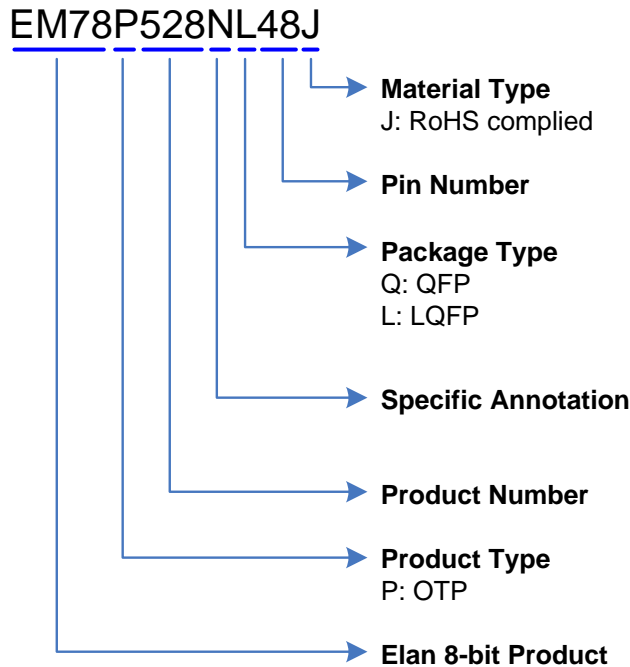 EM78P528NL48J
Material Type
J: RoHS complied
Pin Number
Package Type
Q: QFP
L: LQFP
Specific Annotation
Product Number
Product Type
P: OTP
Elan 8-bit Product